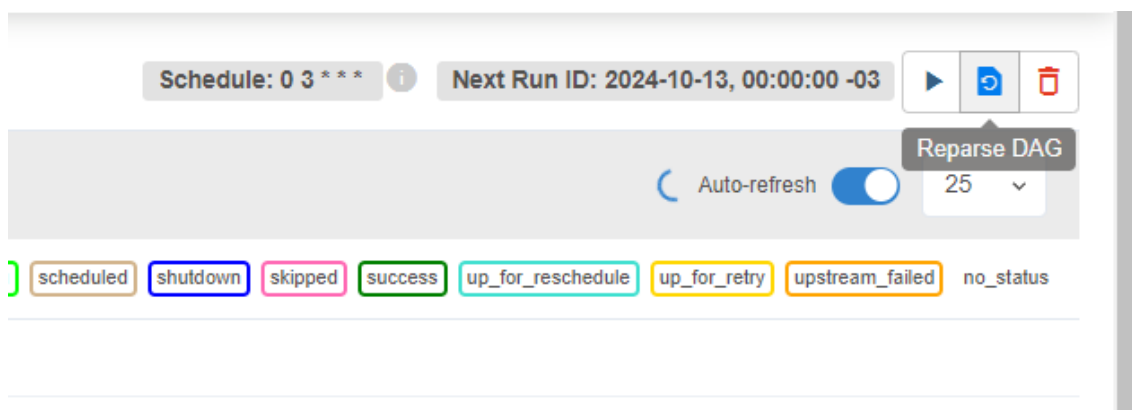 Schedule: 0 3 * * * i Next Run ID: 2024-10-13, 00:00:00 -03
Reparse DAG
Auto-refresh 25
scheduled shutdown skipped success up_for_reschedule up_for_retry upstream_failed no_status